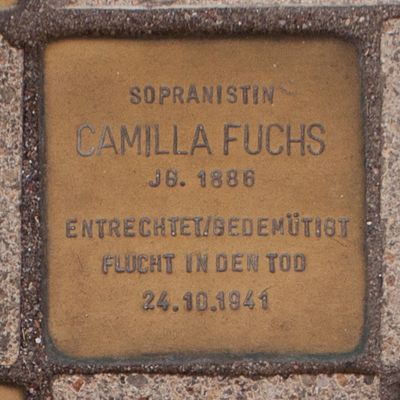 SOPRANISTIN
CAMILLA FUCHS
JG. 1886
ENTRECHTET/GEDEMÜTIGT
FLUCHT IN DEN TOD
24.10.1941